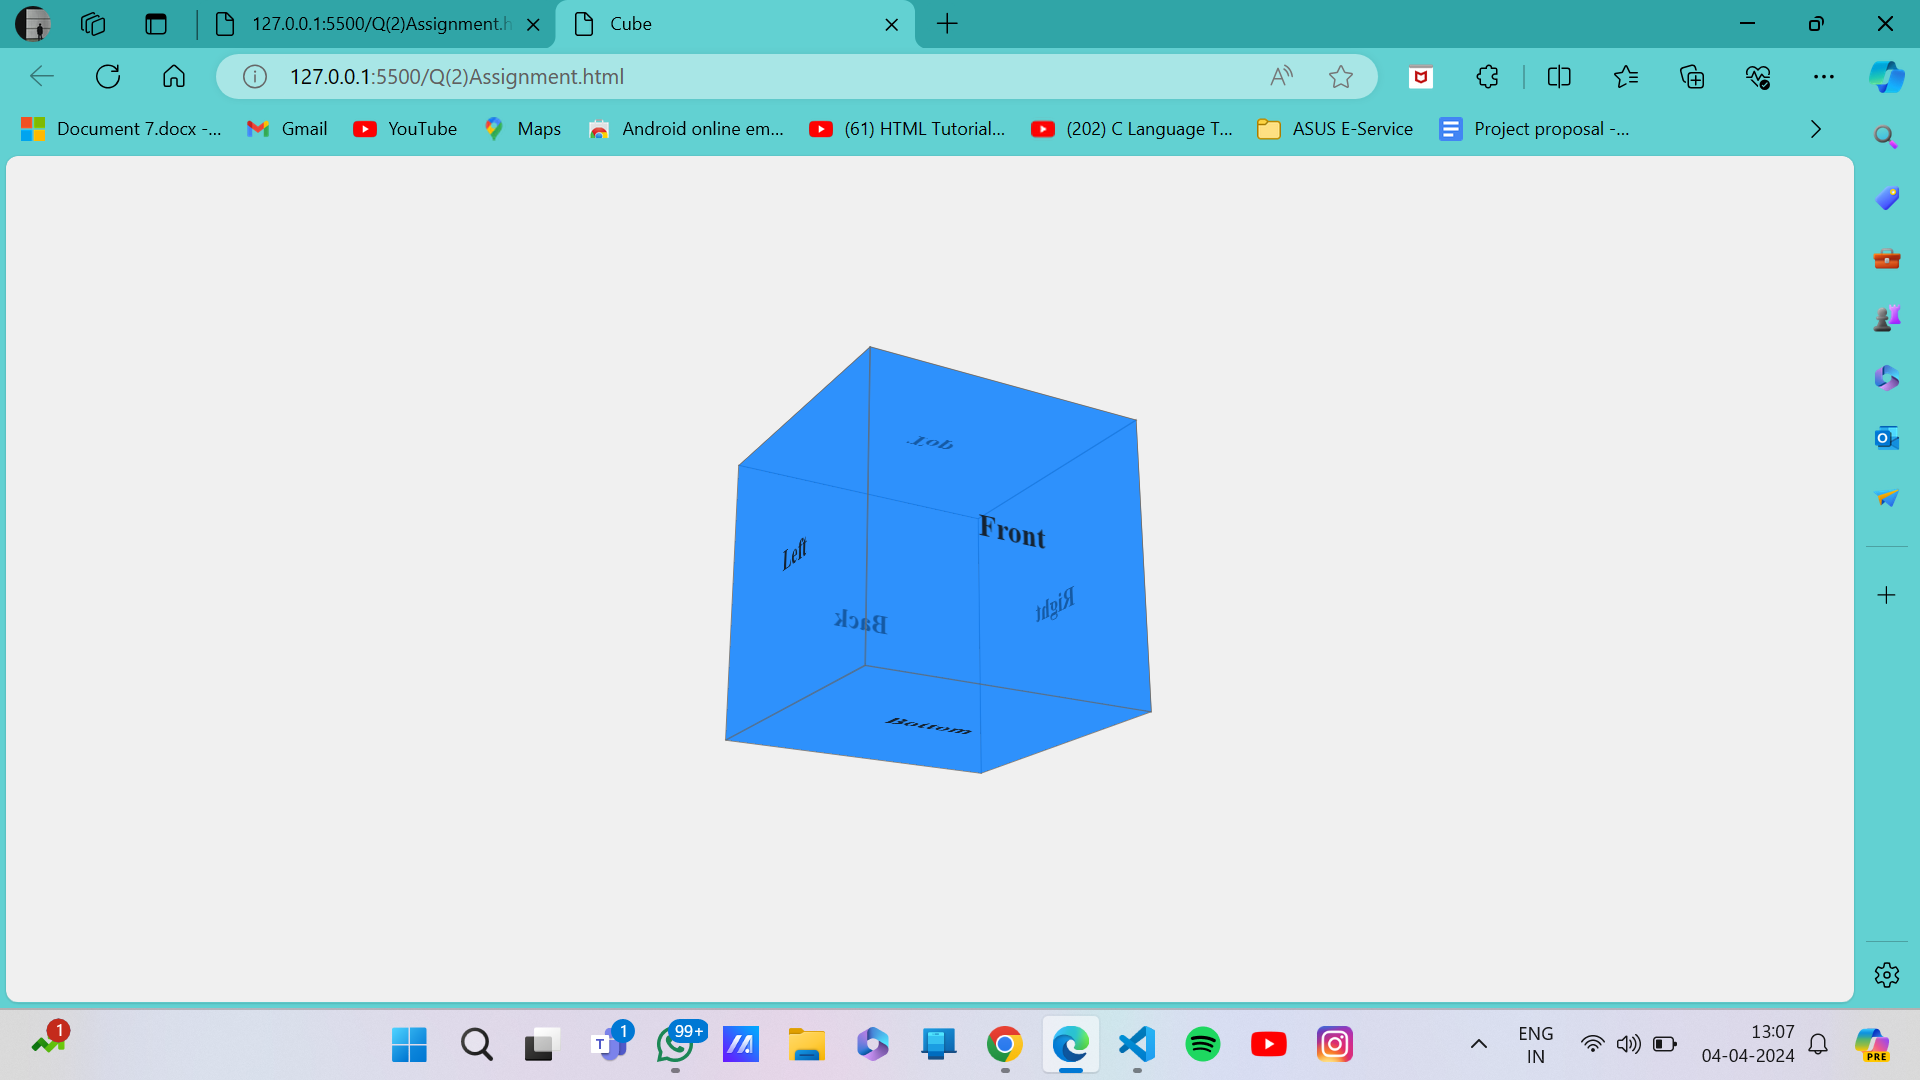 127.0.0.1:5500/Q(2)Assignment.h
Cube
127.0.0.1:5500/Q(2)Assignment.html
Document 7.docx -...
Gmail
YouTube
Maps
Android online em...
(61) HTML Tutorial...
(202) C Language T...
ASUS E-Service
Project proposal -...
Top
Front
Left
Right
Back
Bottom
1
1
99+
ENG
IN
13:07
04-04-2024
PRE